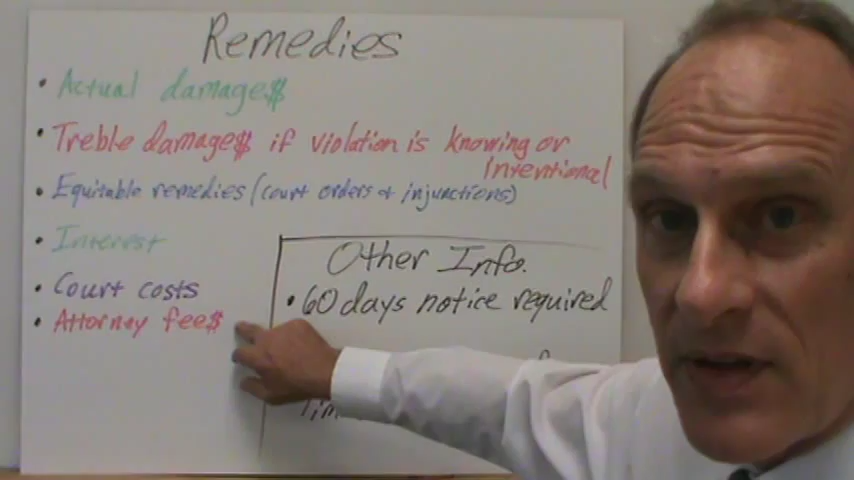 Remedies
• Actual damage$
• Treble damage$ if violation is knowing or
Intentional
• Equitable remedies (court orders & injunctions)
• Interest
• Court costs
• Attorney fee$
Other Info.
• 60 days notice required